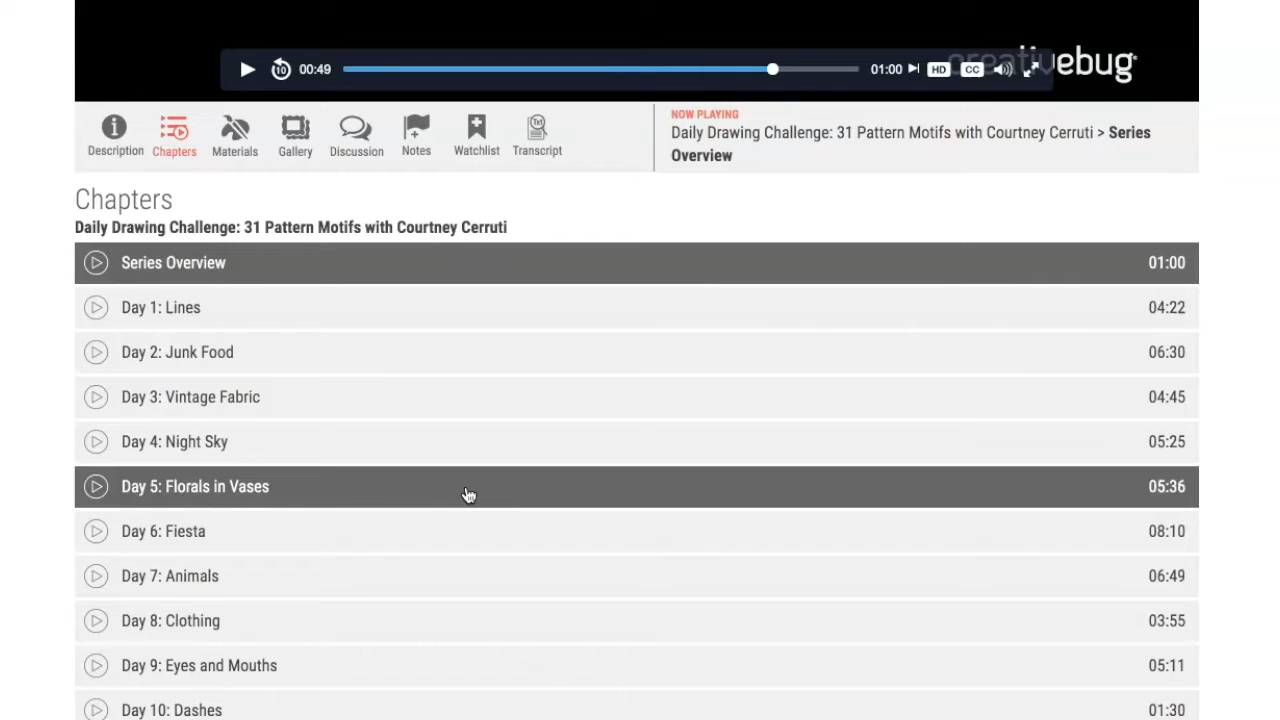 creativebug
10 00:49 01:00 HD CC
Description Chapters Materials Gallery Discussion Notes Watchlist Txt Transcript
NOW PLAYING
Daily Drawing Challenge: 31 Pattern Motifs with Courtney Cerruti > Series
Overview
Chapters
Daily Drawing Challenge: 31 Pattern Motifs with Courtney Cerruti
Series Overview 01:00
Day 1: Lines 04:22
Day 2: Junk Food 06:30
Day 3: Vintage Fabric 04:45
Day 4: Night Sky 05:25
Day 5: Florals in Vases 05:36
Day 6: Fiesta 08:10
Day 7: Animals 06:49
Day 8: Clothing 03:55
Day 9: Eyes and Mouths 05:11
Day 10: Dashes 01:30